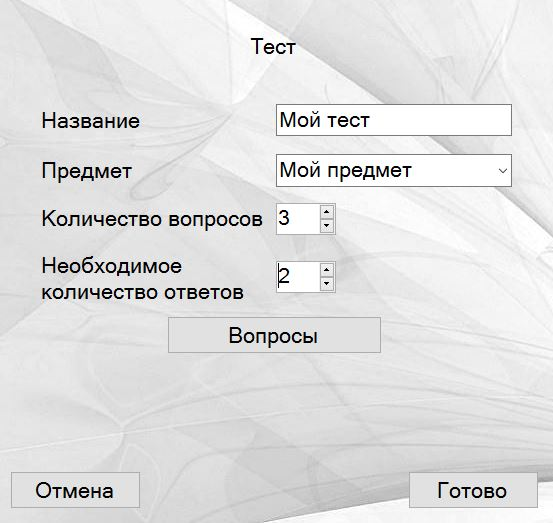 Тест
Название
Мой тест
Предмет
Мой предмет
Количество вопросов
3
Необходимое
количество ответов
2
Вопросы
Отмена
Готово